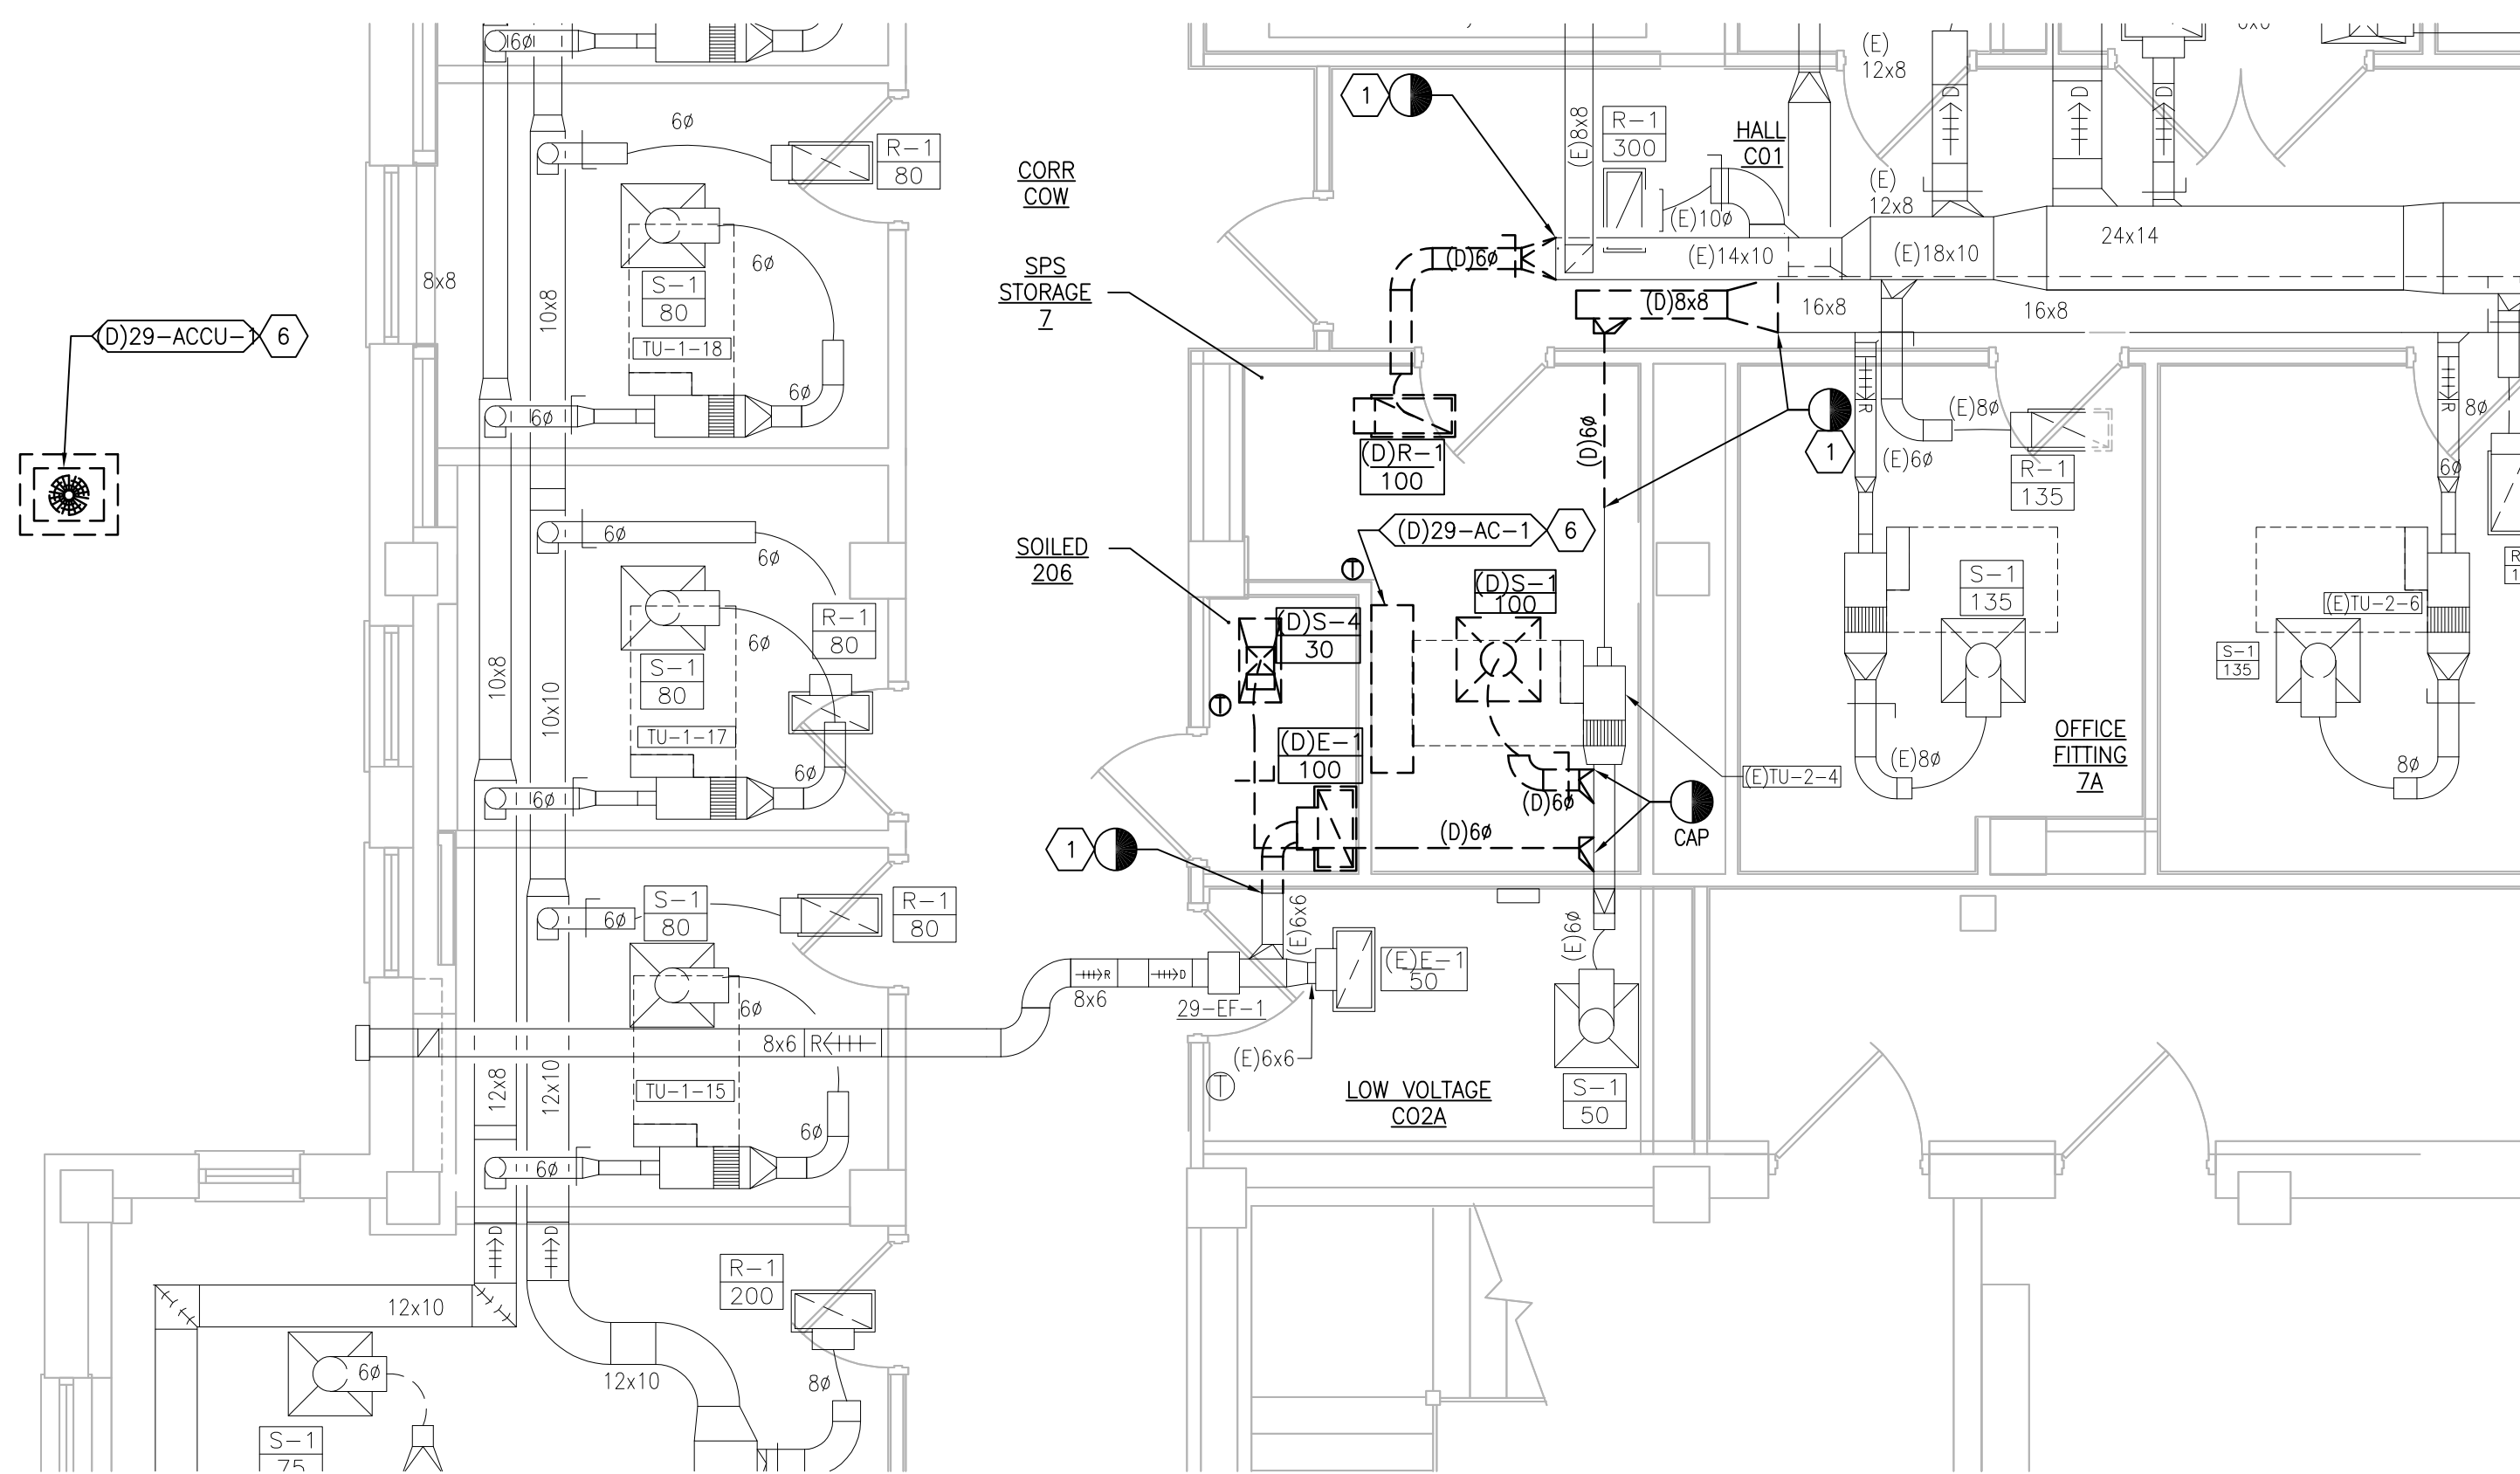 6ø
(E)
12x8
6x6
6ø
R-1
80
1
(E)8x8
R-1
300
HALL
C01
D
D
D
CORR
COW
(E)
12x8
(E)10ø
8x8
10x8
6ø
S-1
80
TU-1-18
6ø
6ø
SPS
STORAGE
7
(D)6ø
(E)14x10
(E)18x10
24x14
(D)8x8
16x8
16x8
(D)29-ACCU-1
6
(D)R-1
100
(D)6ø
1
R
(E)8ø
(E)6ø
R-1
135
R
8ø
6ø
6ø
6ø
SOILED
206
(D)29-AC-1
6
T
(D)S-1
100
S-1
135
(E)TU-2-6
R-1
80
6ø
S-1
80
10x8
10x10
TU-1-17
6ø
6ø
(D)S-4
30
T
(D)E-1
100
S-1
135
OFFICE
FITTING
7A
(E)8ø
8ø
(E)TU-2-4
(D)6ø
(D)6ø
CAP
1
6ø
S-1
80
R-1
80
(E)6x6
(E)6ø
(E)E-1
50
R
D
8x6
29-EF-1
6ø
8x6
R
(E)6x6
12x8
12x10
TU-1-15
T
LOW VOLTAGE
C02A
S-1
50
6ø
6ø
D
D
R-1
200
12x10
6ø
12x10
8ø
S-1
75